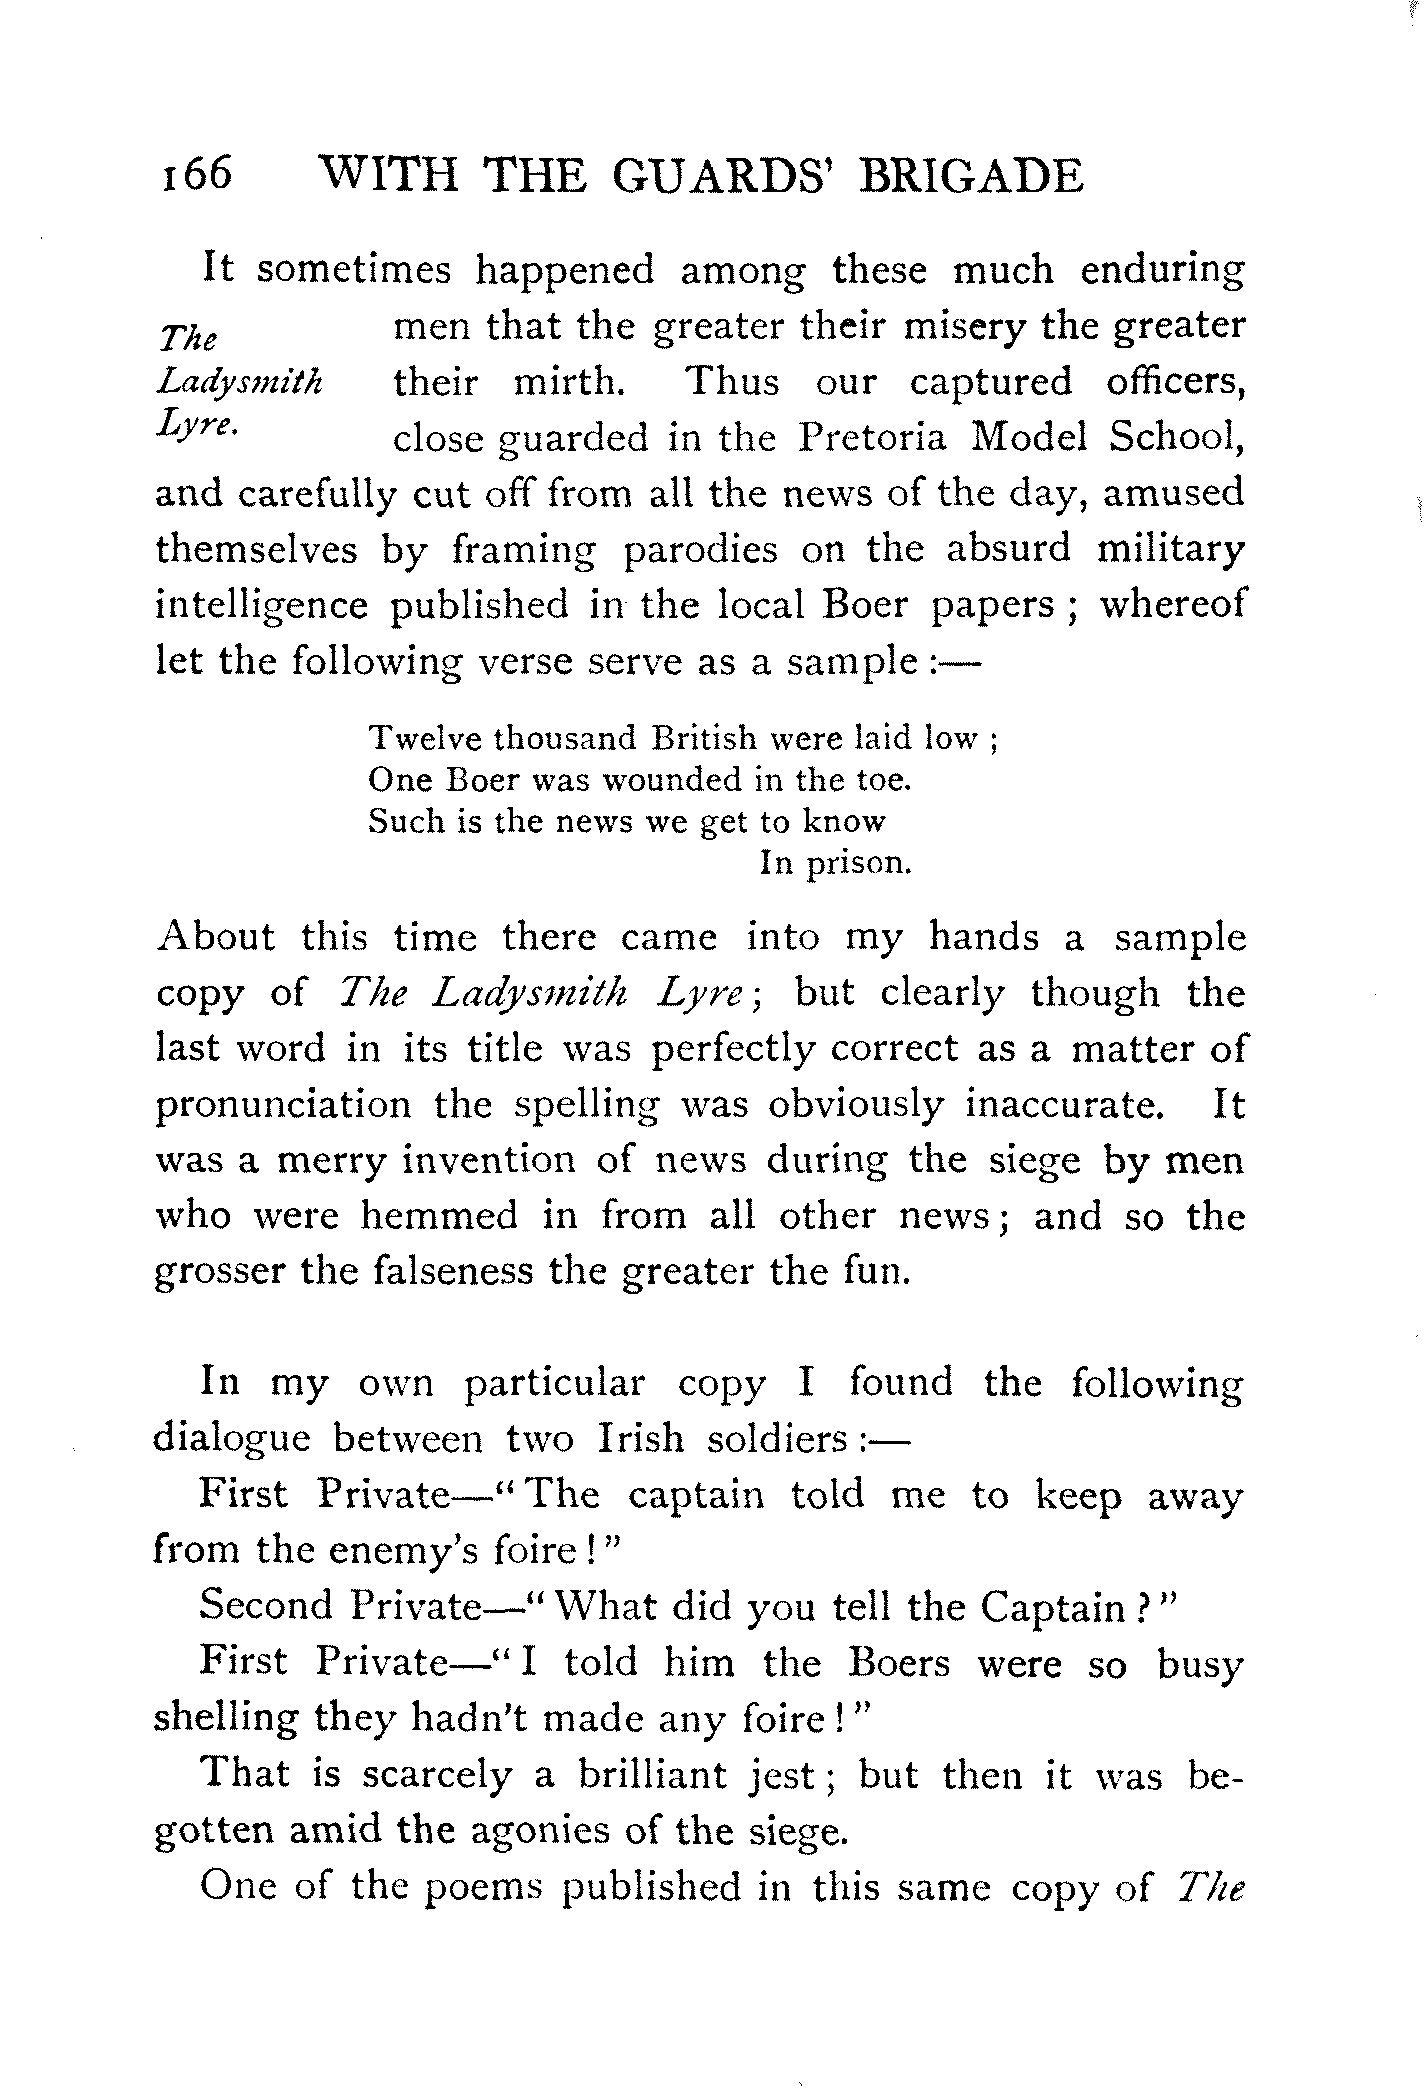 166 WITH THE GUARDS' BRIGADE
It sometimes happened among these much enduring
The
Ladysmith
Lyre.
men that the greater their misery the greater
their mirth. Thus our captured officers,
close guarded in the Pretoria Model School,
and carefully cut off from all the news of the day, amused
themselves by framing parodies on the absurd military
intelligence published in the local Boer papers ; whereof
let the following verse serve as a sample :—
Twelve thousand British were laid low ;
One Boer was wounded in the toe.
Such is the news we get to know
In prison.
About this time there came into my hands a sample
copy of The Ladysmith Lyre ; but clearly though the
last word in its title was perfectly correct as a matter of
pronunciation the spelling was obviously inaccurate. It
was a merry invention of news during the siege by men
who were hemmed in from all other news ; and so the
grosser the falseness the greater the fun.
In my own particular copy I found the following
dialogue between two Irish soldiers :—
First Private—“ The captain told me to keep away
from the enemy's foire ! ”
Second Private—“ What did you tell the Captain ? ”
First Private—“ I told him the Boers were so busy
shelling they hadn't made any foire ! ”
That is scarcely a brilliant jest ; but then it was be-
gotten amid the agonies of the siege.
One of the poems published in this same copy of The